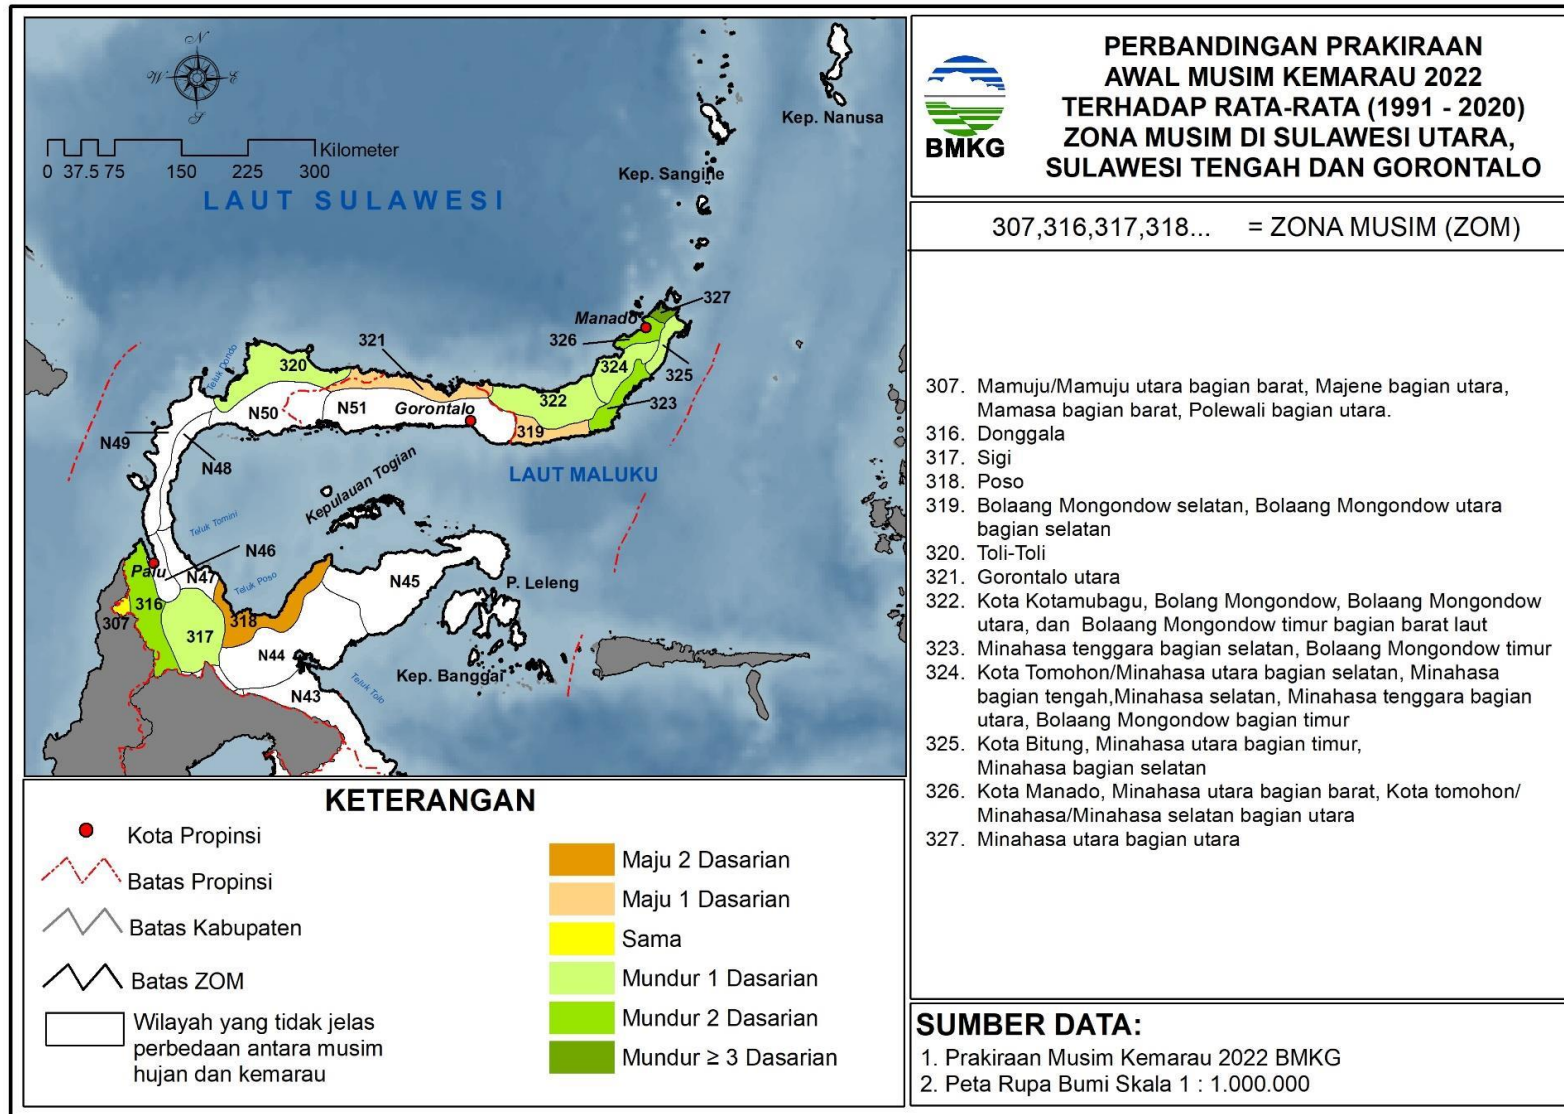 PERBANDINGAN PRAKIRAAN
AWAL MUSIM KEMARAU 2022
TERHADAP RATA-RATA (1991 - 2020)
ZONA MUSIM DI SULAWESI UTARA,
SULAWESI TENGAH DAN GORONTALO
BMKG
307,316,317,318... = ZONA MUSIM (ZOM)
N
W E
S
Kilometer
0 37.5 75 150 225 300
LAUT SULAWESI
Kep. Nanusa
Kep. Sangine
327
Manado
326
321
320
324
325
Teluk Dondo
322
323
N50
N51
Gorontalo
319
N49
N48
LAUT MALUKU
Kepulauan Togian
Teluk Tomini
N46
Palu
N47
Teluk Poso
N45
P. Leleng
316
307
317
318
N44
Kep. Banggai
N43
Teluk Tolo
307. Mamuju/Mamuju utara bagian barat, Majene bagian utara,
Mamasa bagian barat, Polewali bagian utara.
316. Donggala
317. Sigi
318. Poso
319. Bolaang Mongondow selatan, Bolaang Mongondow utara
bagian selatan
320. Toli-Toli
321. Gorontalo utara
322. Kota Kotamubagu, Bolang Mongondow, Bolaang Mongondow
utara, dan Bolaang Mongondow timur bagian barat laut
323. Minahasa tenggara bagian selatan, Bolaang Mongondow timur
324. Kota Tomohon/Minahasa utara bagian selatan, Minahasa
bagian tengah,Minahasa selatan, Minahasa tenggara bagian
utara, Bolaang Mongondow bagian timur
325. Kota Bitung, Minahasa utara bagian timur,
Minahasa bagian selatan
326. Kota Manado, Minahasa utara bagian barat, Kota tomohon/
Minahasa/Minahasa selatan bagian utara
327. Minahasa utara bagian utara
KETERANGAN
Kota Propinsi
Batas Propinsi
Batas Kabupaten
Batas ZOM
Wilayah yang tidak jelas
perbedaan antara musim
hujan dan kemarau
Maju 2 Dasarian
Maju 1 Dasarian
Sama
Mundur 1 Dasarian
Mundur 2 Dasarian
Mundur ≥ 3 Dasarian
SUMBER DATA:
1. Prakiraan Musim Kemarau 2022 BMKG
2. Peta Rupa Bumi Skala 1 : 1.000.000